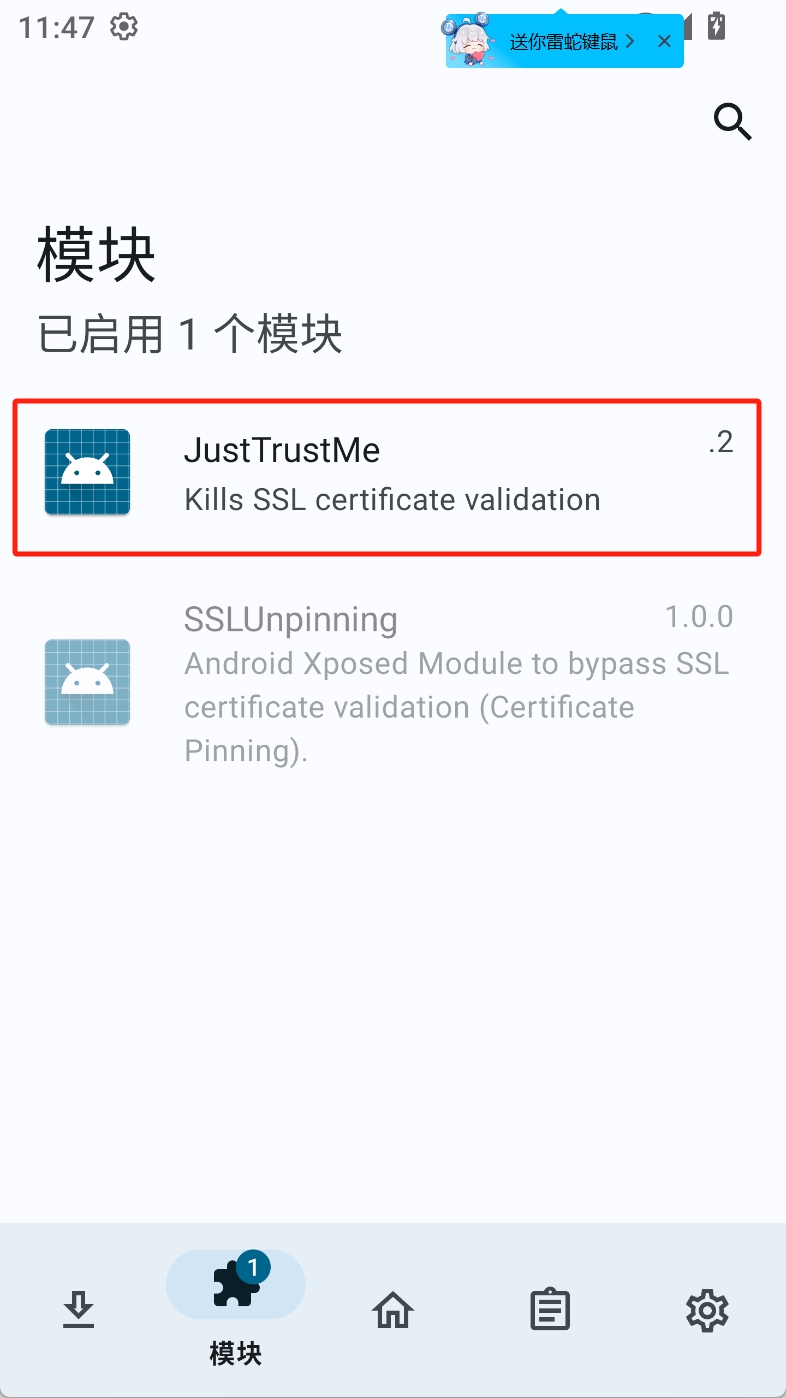 11:47
送你雷蛇键鼠
模块
已启用 1 个模块
JustTrustMe
.2
Kills SSL certificate validation
SSLUnpinning
1.0.0
Android Xposed Module to bypass SSL
certificate validation (Certificate
Pinning).
1
模块